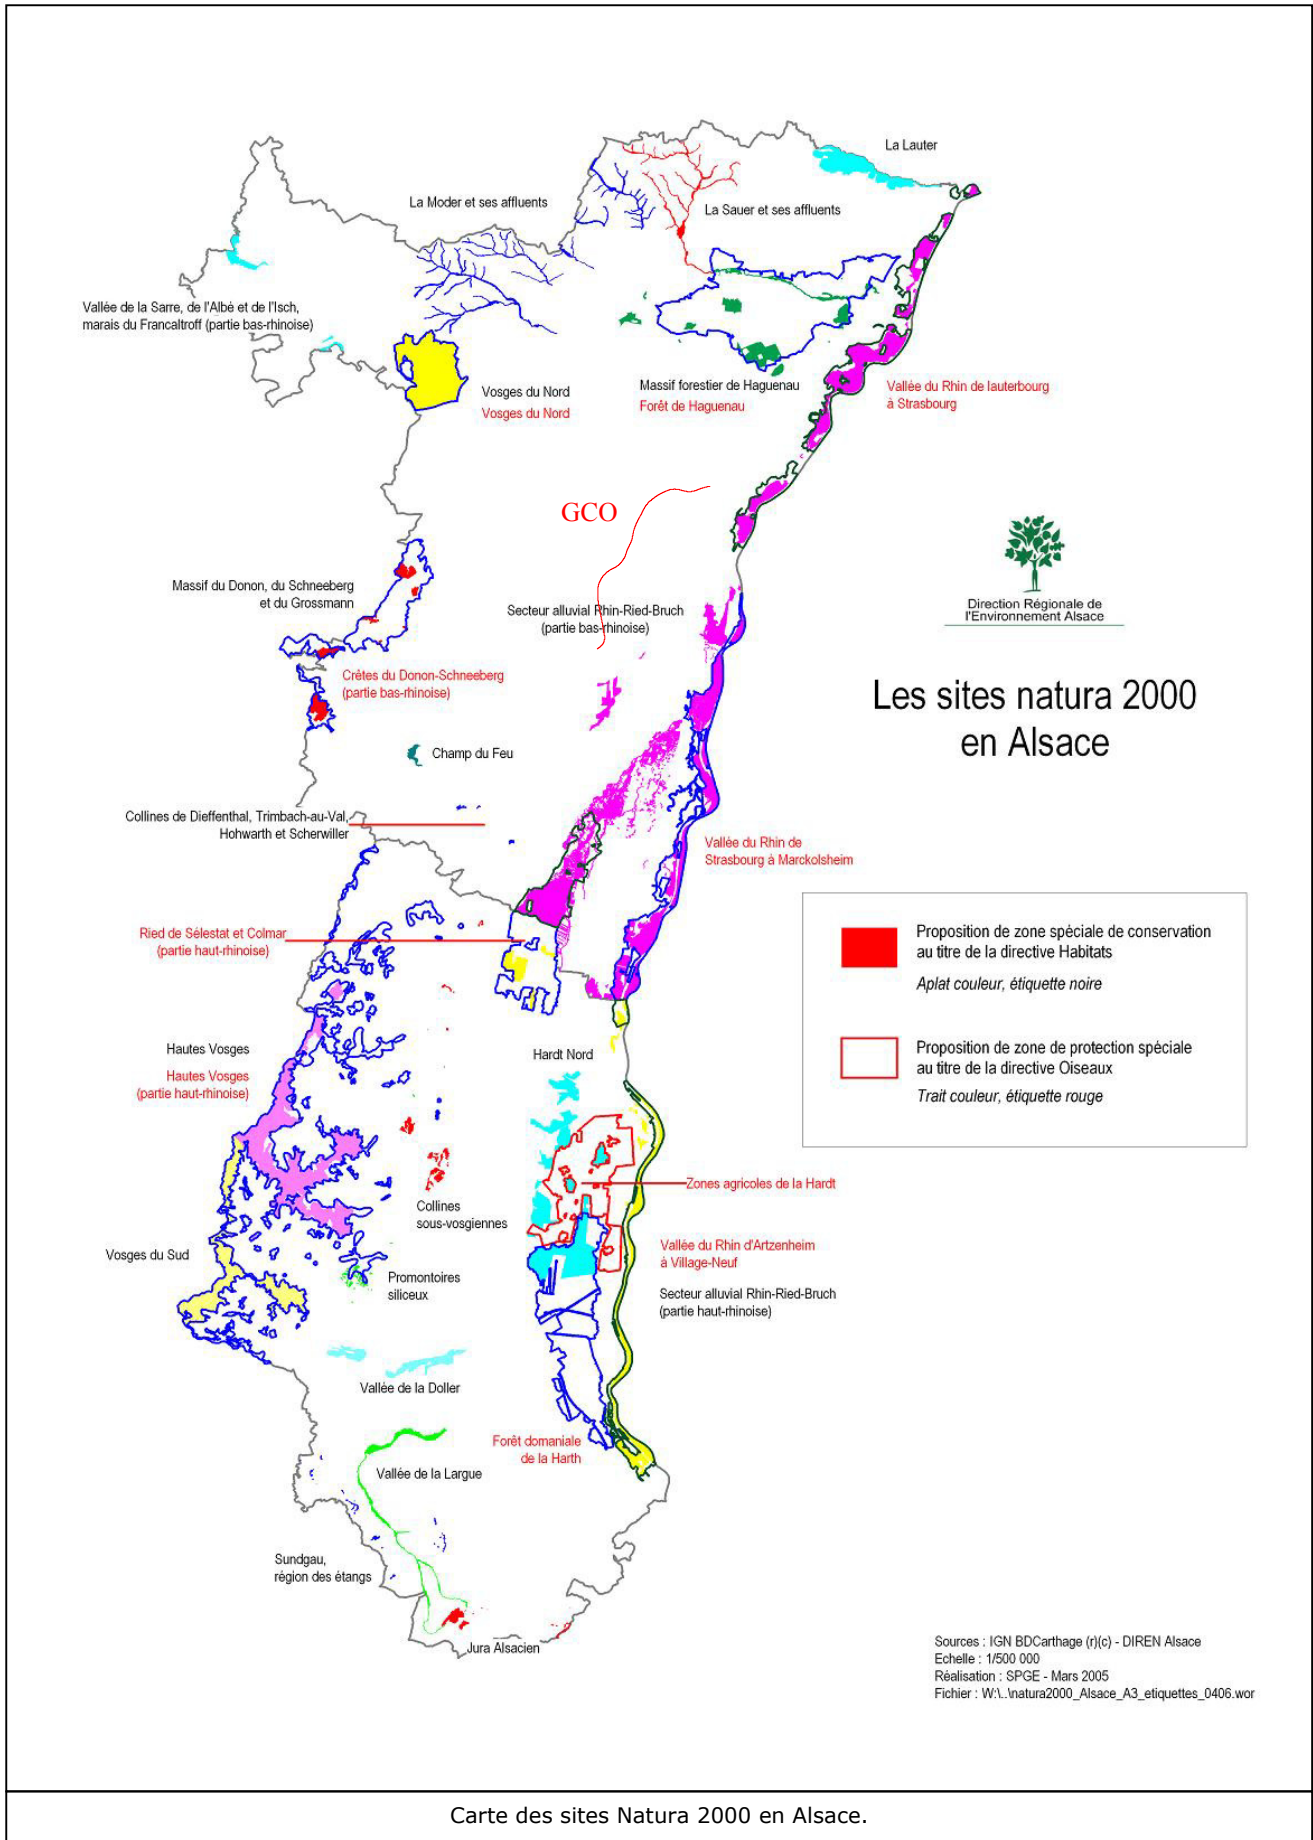 La Lauter
La Moder et ses affluents
La Sauer et ses affluents
Vallée de la Sarre, de l'Albé et de l'Isch,
marais du Francaltroff (partie bas-rhinoise)
Vosges du Nord
Vosges du Nord
Massif forestier de Haguenau
Forêt de Haguenau
Vallée du Rhin de lauterbourg
à Strasbourg
GCO
Massif du Donon, du Schneeberg
et du Grossmann
Secteur alluvial Rhin-Ried-Bruch
(partie bas-rhinoise)
Direction Régionale de
l'Environnement Alsace
Crêtes du Donon-Schneeberg
(partie bas-rhinoise)
Les sites natura 2000
en Alsace
Champ du Feu
Collines de Dieffenthal, Trimbach-au-Val,
Hohwarth et Scherwiller
Vallée du Rhin de
Strasbourg à Marckolsheim
Ried de Sélestat et Colmar
(partie haut-rhinoise)
Proposition de zone spéciale de conservation
au titre de la directive Habitats
Aplat couleur, étiquette noire
Proposition de zone de protection spéciale
au titre de la directive Oiseaux
Trait couleur, étiquette rouge
Hautes Vosges
Hautes Vosges
(partie haut-rhinoise)
Hardt Nord
Zones agricoles de la Hardt
Collines
sous-vosgiennes
Vosges du Sud
Vallée du Rhin d'Artzenheim
à Village-Neuf
Promontoires
siliceux
Secteur alluvial Rhin-Ried-Bruch
(partie haut-rhinoise)
Vallée de la Doller
Forêt domaniale
de la Harth
Vallée de la Largue
Sundgau,
région des étangs
Jura Alsacien
Sources : IGN BDCarthage (r)(c) - DIREN Alsace
Echelle : 1/500 000
Réalisation : SPGE - Mars 2005
Fichier : W:\..\natura2000_Alsace_A3_etiquettes_0406.wor
Carte des sites Natura 2000 en Alsace.